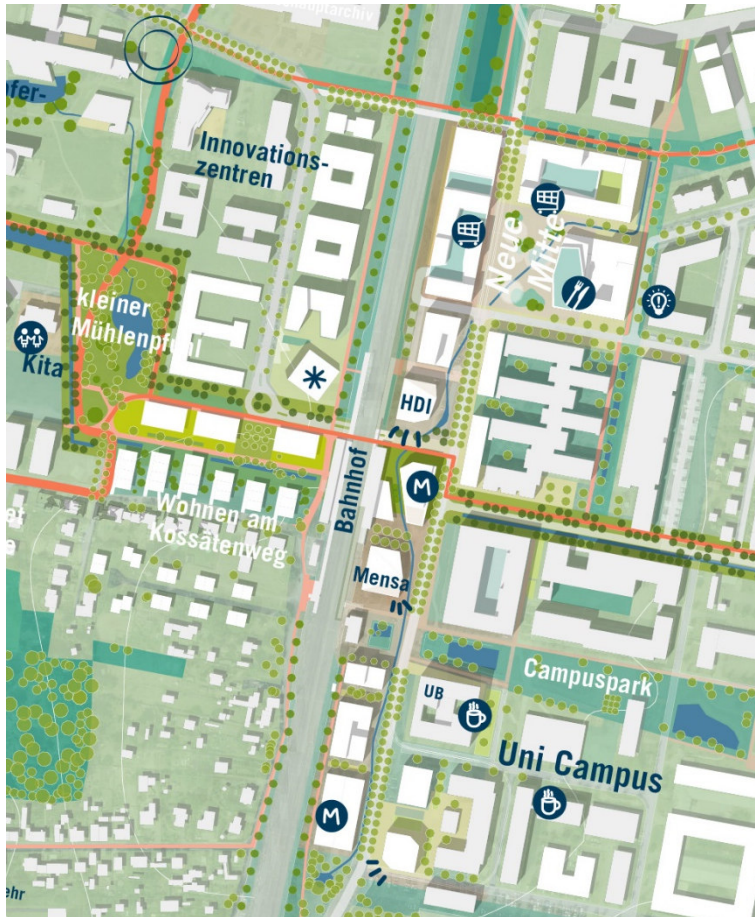 Innovations-
zentren
Neue
Mitte
kleiner
Mühlenpfuhl
Kita
HDI
M
Bahnhof
Wohnen am
Kossätenweg
Mensa
Campuspark
UB
Uni Campus
M